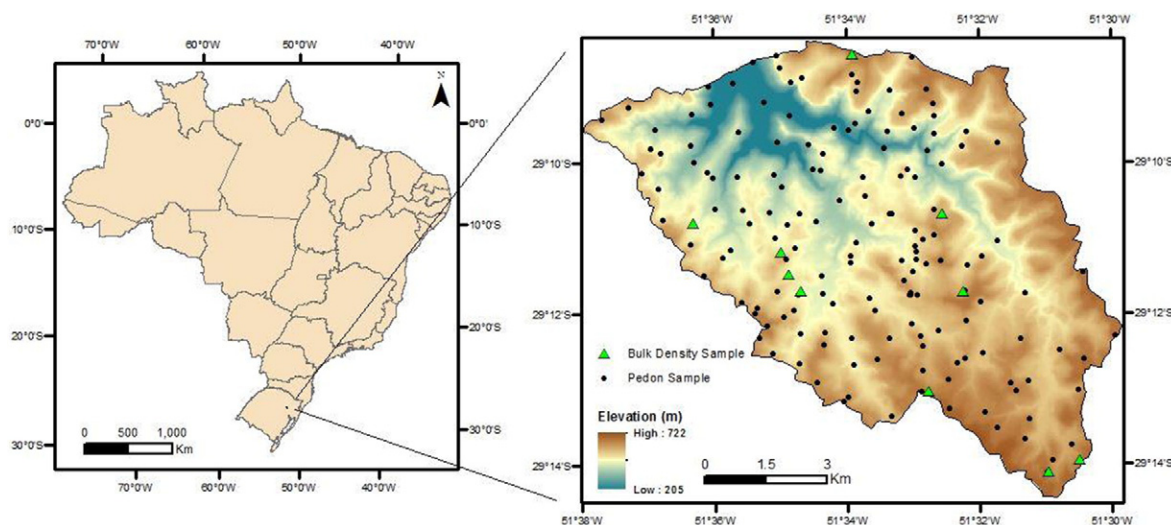 70°0'W 60°0'W 50°0'W 40°0'W
N
0°0'
10°0'S
20°0'S
30°0'S
0°0'
10°0'S
20°0'S
30°0'S
0 500 1,000
Km
70°0'W 60°0'W 50°0'W 40°0'W
51°36'W 51°34'W 51°32'W 51°30'W
29°10'S
29°12'S
29°14'S
29°10'S
29°12'S
29°14'S
Bulk Density Sample
Pedon Sample
Elevation (m)
High : 722
Low : 205
0 1.5 3
Km
51°38'W 51°36'W 51°34'W 51°32'W 51°30'W